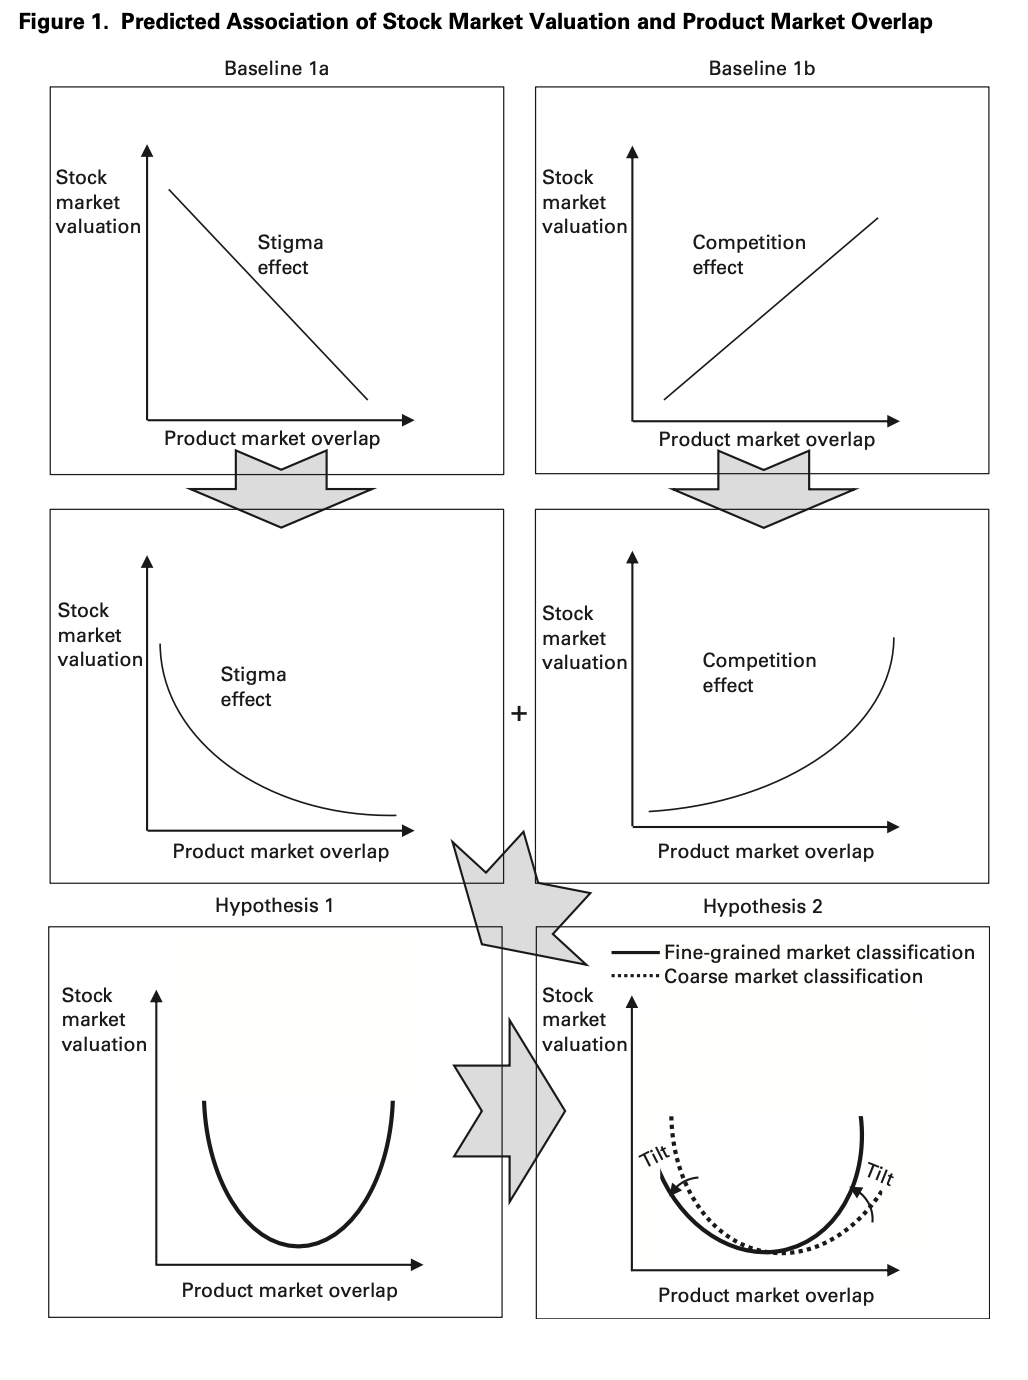 Figure 1. Predicted Association of Stock Market Valuation and Product Market Overlap
Baseline 1a
Stock
market
valuation
Stigma
effect
Product market overlap
Baseline 1b
Stock
market
valuation
Competition
effect
Product market overlap
Stock
market
valuation
Stigma
effect
Product market overlap
+
Stock
market
valuation
Competition
effect
Product market overlap
Hypothesis 1
Stock
market
valuation
Product market overlap
Hypothesis 2
Fine-grained market classification
Coarse market classification
Stock
market
valuation
Tilt
Tilt
Product market overlap